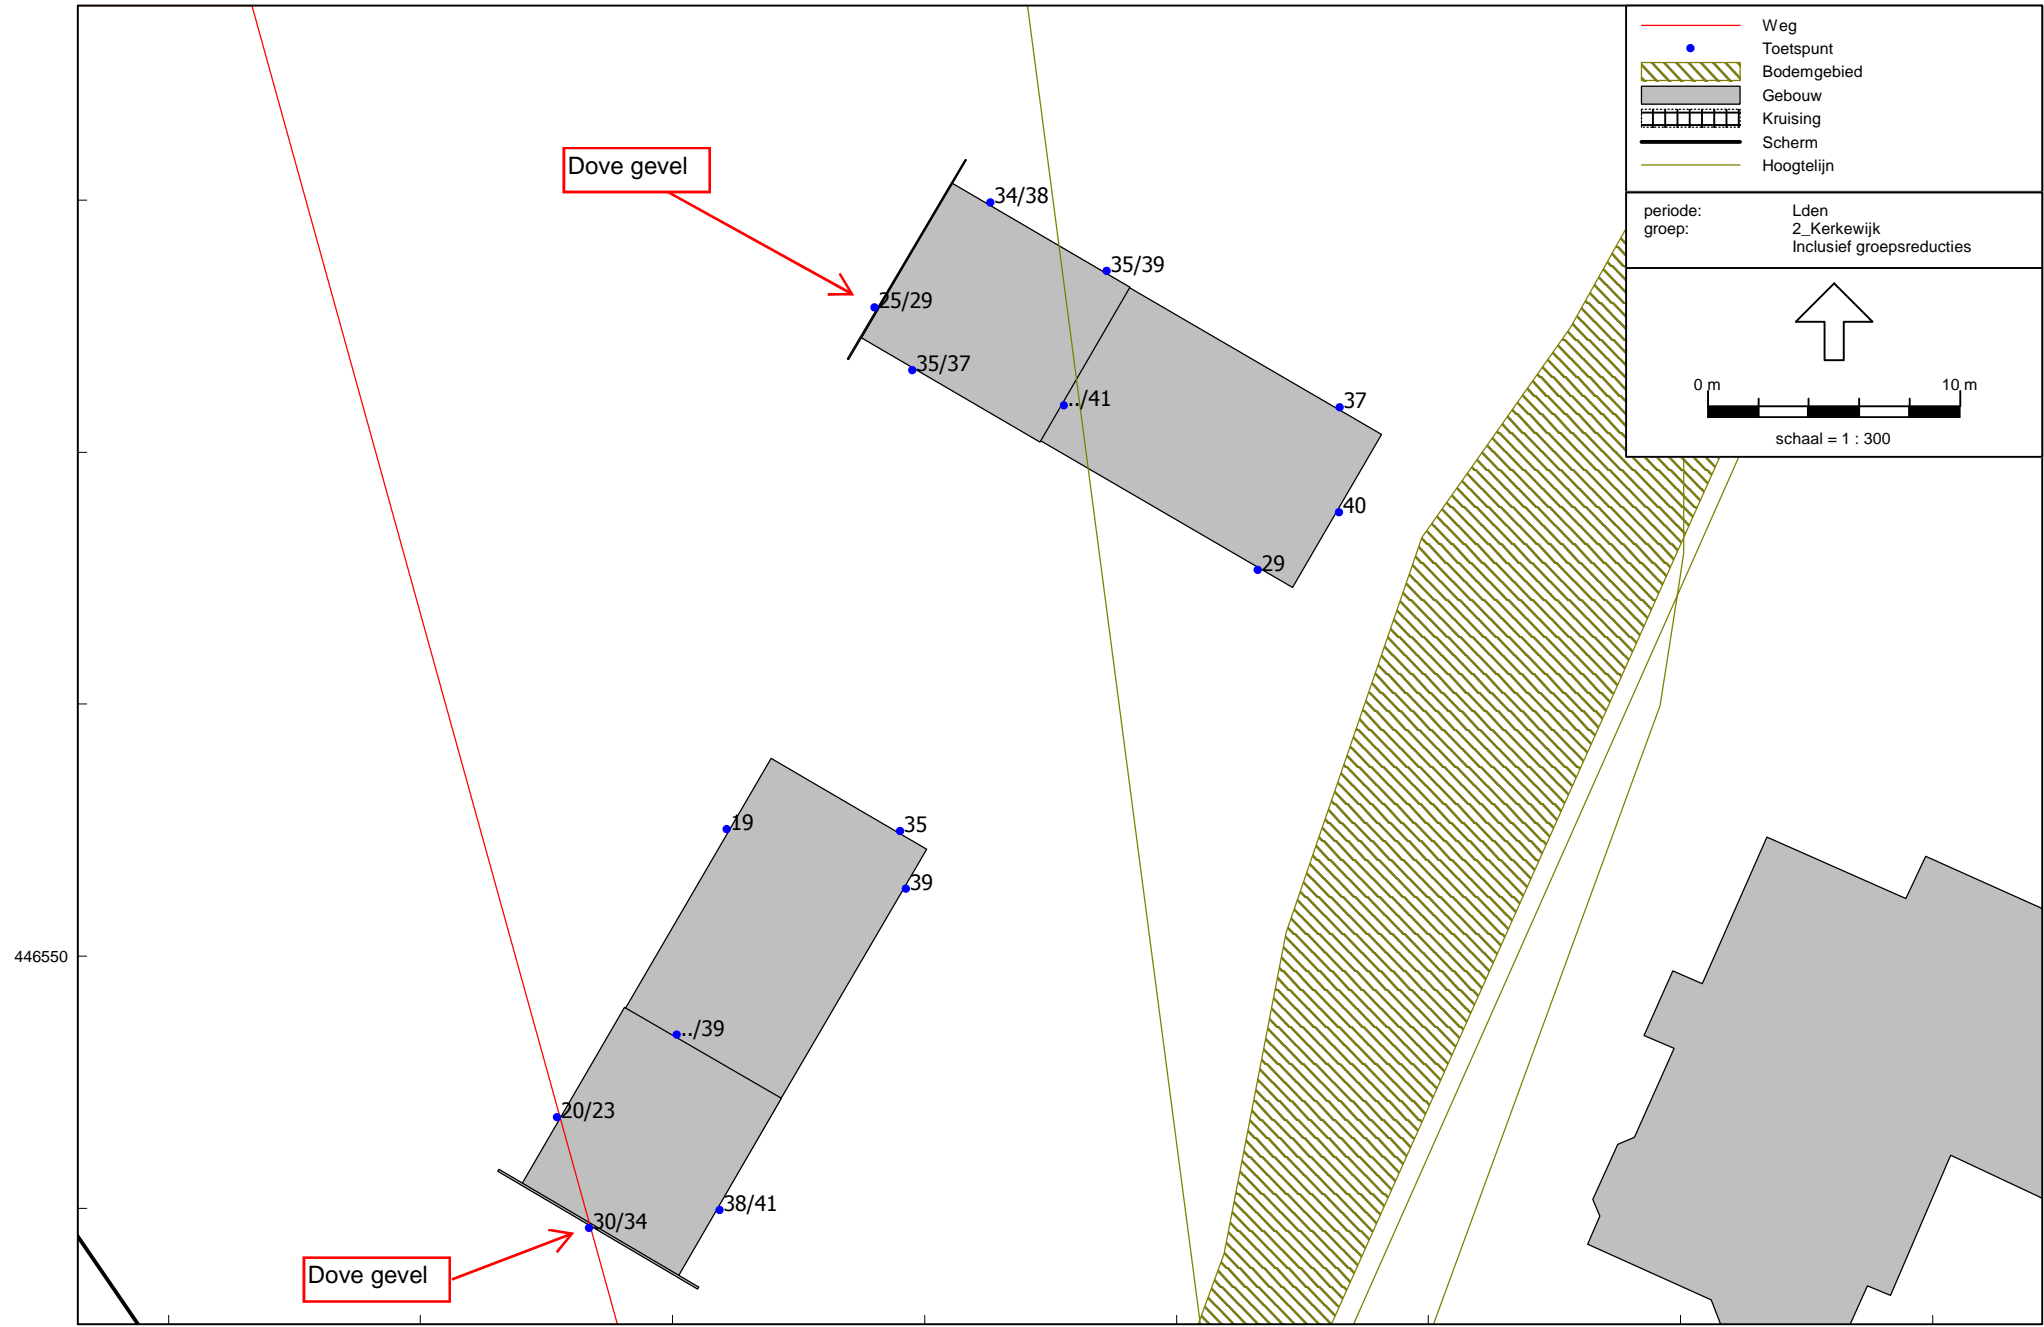 Weg
Toetspunt
Bodemgebied
Gebouw
Kruising
Scherm
Hoogtelijn
periode: Lden
groep: 2_Kerkewijk
Inclusief groepsreducties
0 m 10 m
schaal = 1 : 300
Dove gevel
34/38
35/39
25/29
35/37
../41
37
40
29
19
35
39
446550
../39
20/23
38/41
30/34
Dove gevel